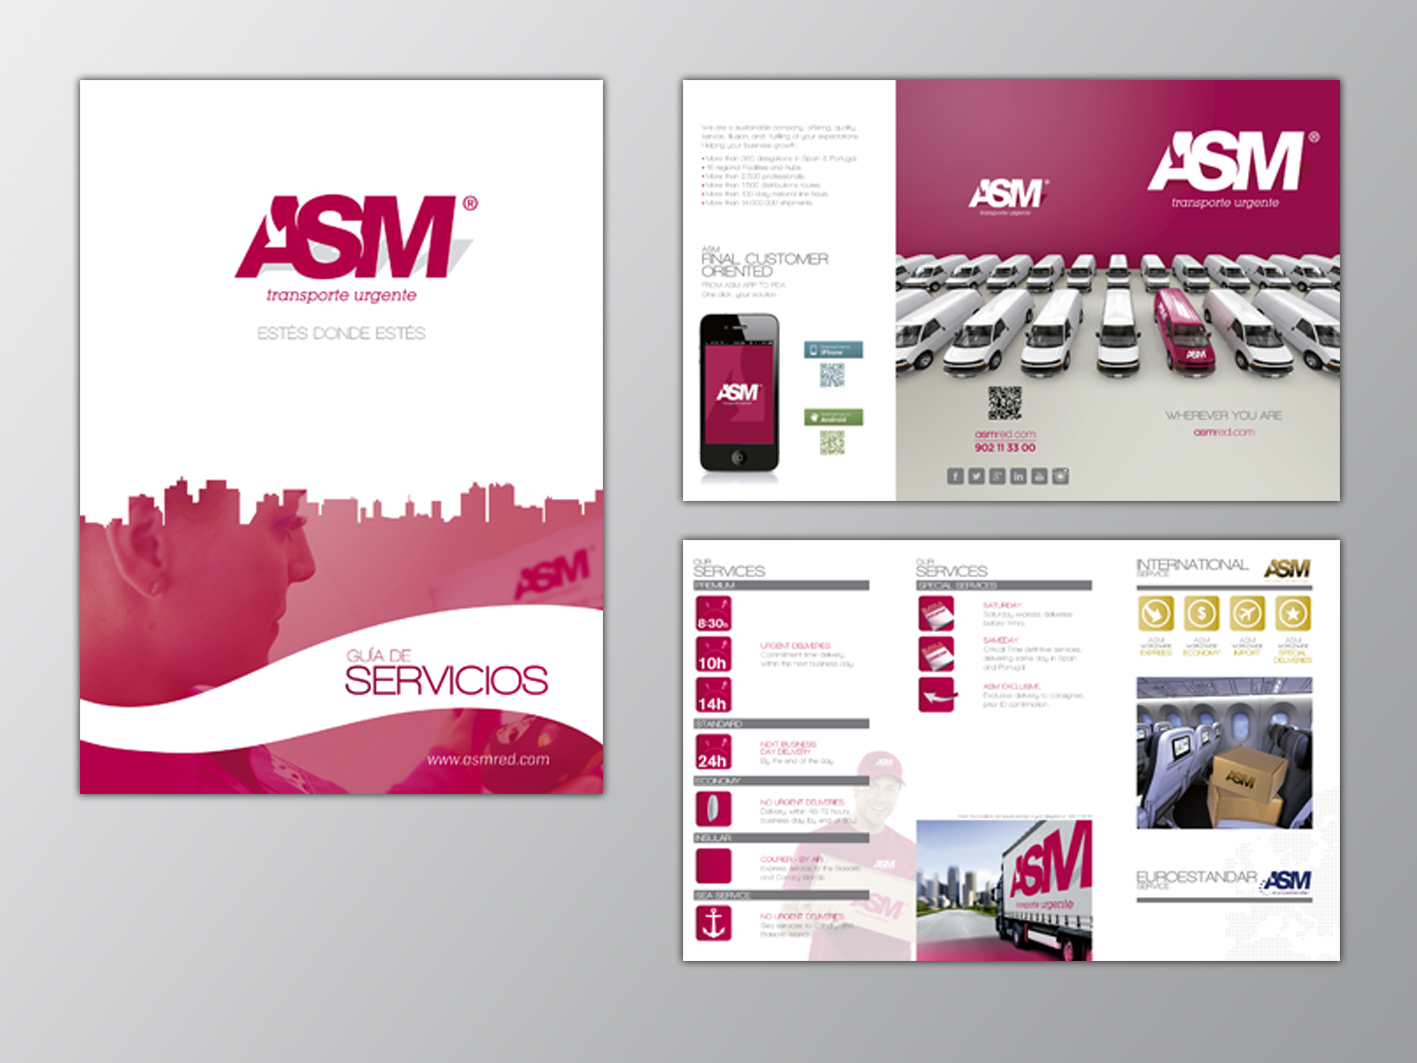 ASM®
transporte urgente
ESTÉS DONDE ESTÉS
ASM
GUÍA DE
SERVICIOS
www.asmred.com
We are a sustainable company, offering, quality
service, illusion, and fulfilling of your expectations.
Helping your business growth.
• More than 360 delegations in Spain & Portugal
• 16 regional Facilities and hubs
• More than 2.500 professionals
• More than 1.500 distributions routes
• More than 100 daily national line hauls
• More than 14.000.000 shipments
ASM
FINAL CUSTOMER
ORIENTED
FROM ASM APP TO PDA
One click, your solution
ASM
iPhone
Android
ASM®
transporte urgente
asmred.com
902 11 33 00
ASM®
transporte urgente
ASM
WHEREVER YOU ARE
asmred.com
OUR
SERVICES
PREMIUM
8:30h
10h
14h
URGENT DELIVERIES
Commitment time delivery
within the next business day
STANDARD
24h
NEXT BUSINESS
DAY DELIVERY
By the end of the day
ECONOMY
NO URGENT DELIVERIES
Delivery within 48-72 hours
business day (by end of day)
INSULAR
COURIER - BY AIR
Express service to the Balearic
and Canary Islands
SEA SERVICE
NO URGENT DELIVERIES
Sea services to Canary and
Balearic Island
ASM
ASM
ASM
OUR
SERVICES
SPECIAL SERVICES
SATURDAY
Saturday express deliveries
before 14hrs.
SAMEDAY
Critical Time definitive services,
delivering same day in Spain
and Portugal
ASM EXCLUSIVE
Exclusive delivery to consignee,
prior ID confirmation.
ASM
transporte urgente
INTERNATIONAL
SERVICE
ASM
ASM
WORLDWIDE
EXPRESS
ASM
WORLDWIDE
ECONOMY
ASM
WORLDWIDE
IMPORT
ASM
WORLDWIDE
SPECIAL
DELIVERIES
ASM
EUROESTANDAR
SERVICE
ASM
euroestandar